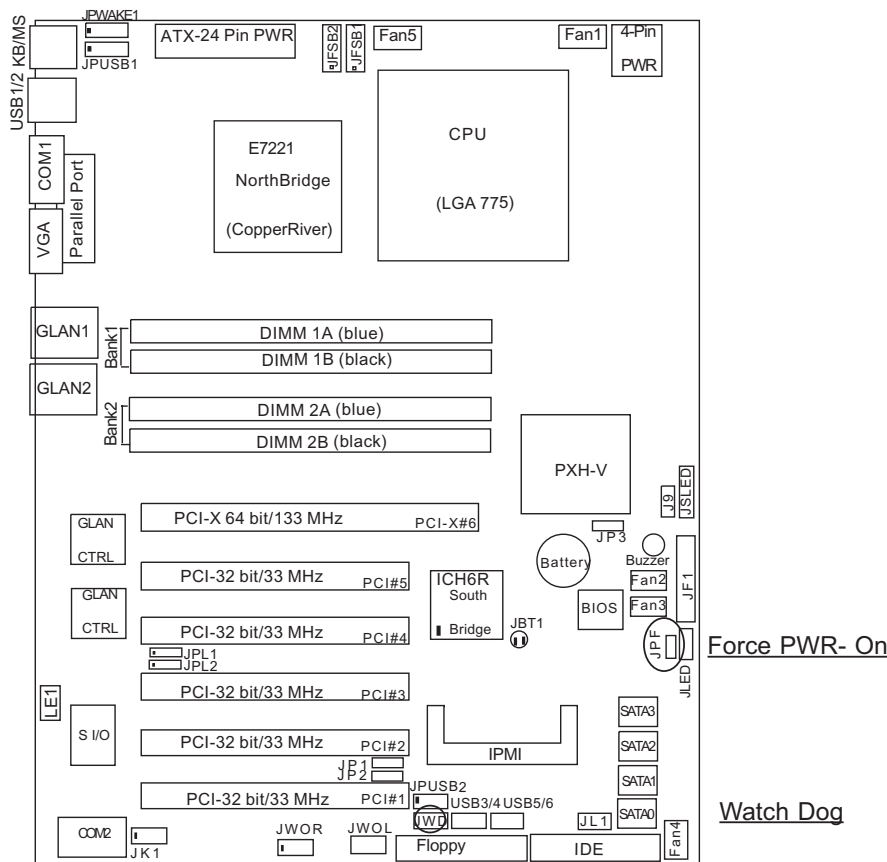 JPWAKE1
KB/MS
JPUSB1
ATX-24 Pin PWR
JFSB2
JFSB1
Fan5
Fan1
4-Pin
PWR
USB1/2
COM1
Parallel Port
VGA
E7221
NorthBridge
(CopperRiver)
CPU
(LGA 775)
GLAN1
GLAN2
Bank1
DIMM 1A (blue)
DIMM 1B (black)
Bank2
DIMM 2A (blue)
DIMM 2B (black)
PXH-V
J9
JSLED
JP3
GLAN
CTRL
PCI-X 64 bit/133 MHz
PCI-X#6
Battery
Buzzer
PCI-32 bit/33 MHz
PCI#5
ICH6R
South
Bridge
Fan2
JF1
BIOS
Fan3
GLAN
CTRL
PCI-32 bit/33 MHz
PCI#4
JBT1
JPF
JLED
Force PWR- On
JPL1
JPL2
PCI-32 bit/33 MHz
PCI#3
LE1
S I/O
SATA3
PCI-32 bit/33 MHz
PCI#2
IPMI
SATA2
JP1
JP2
SATA1
PCI-32 bit/33 MHz
PCI#1
JPUSB2
USB3/4
USB5/6
JWD
JL1
SATA0
Watch Dog
COM2
JK1
JWOR
JWOL
Floppy
IDE
Fan4